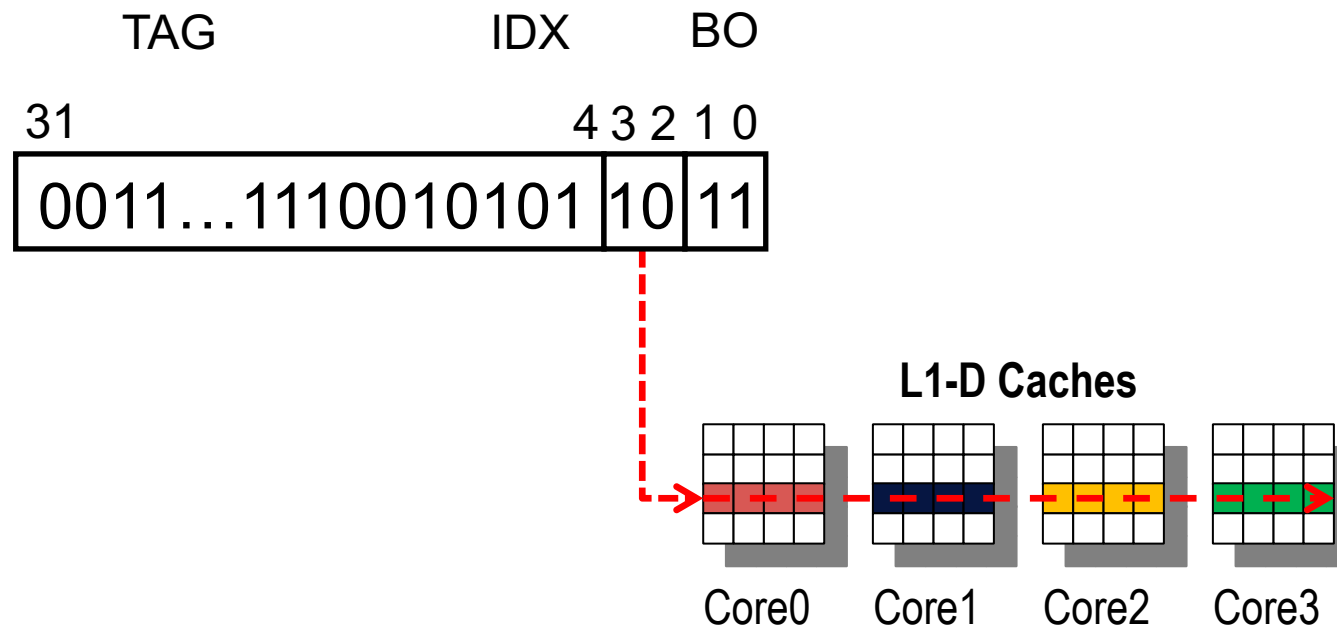 TAG IDX BO
31 4 3 2 1 0
0011…1110010101 10 11
L1-D Caches
Core0 Core1 Core2 Core3